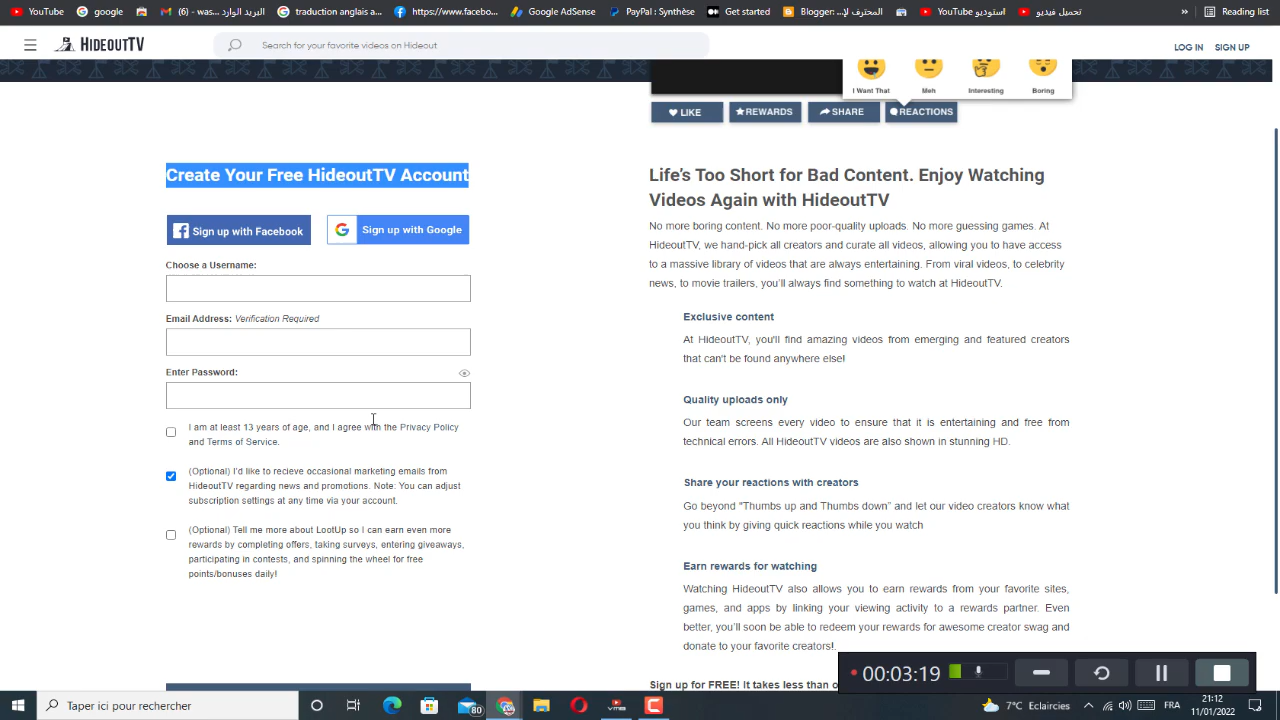 YouTube
google
Gmail
(6) - المزيد الوارد
traduction anglais a...
https://www.facebo...
Google AdSense
PayPal : Synthèse
Get started
Blogger: المحترف لا
YouTube استوديو
تحميل فيديو
»
Reading list
HIDEOUTTV
Search for your favorite videos on Hideout
LOG IN
SIGN UP
I Want That
Meh
Interesting
Boring
LIKE
REWARDS
SHARE
REACTIONS
Create Your Free HideoutTV Account
Sign up with Facebook
Sign up with Google
Choose a Username:
Email Address: Verification Required
Enter Password:
I am at least 13 years of age, and I agree with the Privacy Policy
and Terms of Service.
(Optional) I'd like to recieve occasional marketing emails from
HideoutTV regarding news and promotions. Note: You can adjust
subscription settings at any time via your account.
(Optional) Tell me more about LootUp so I can earn even more
rewards by completing offers, taking surveys, entering giveaways,
participating in contests, and spinning the wheel for free
points/bonuses daily!
Life's Too Short for Bad Content. Enjoy Watching
Videos Again with HideoutTV
No more boring content. No more poor-quality uploads. No more guessing games. At
HideoutTV, we hand-pick all creators and curate all videos, allowing you to have access
to a massive library of videos that are always entertaining. From viral videos, to celebrity
news, to movie trailers, you'll always find something to watch at HideoutTV.
Exclusive content
At HideoutTV, you'll find amazing videos from emerging and featured creators
that can't be found anywhere else!
Quality uploads only
Our team screens every video to ensure that it is entertaining and free from
technical errors. All HideoutTV videos are also shown in stunning HD.
Share your reactions with creators
Go beyond "Thumbs up and Thumbs down" and let our video creators know what
you think by giving quick reactions while you watch
Earn rewards for watching
Watching HideoutTV also allows you to earn rewards from your favorite sites,
games, and apps by linking your viewing activity to a rewards partner. Even
better, you'll soon be able to redeem your rewards for awesome creator swag and
donate to your favorite creators!.
Sign up for FREE! It takes less than o
00:03:19
Taper ici pour rechercher
80
7°C Eclaircies
FRA
21:12
11/01/2022